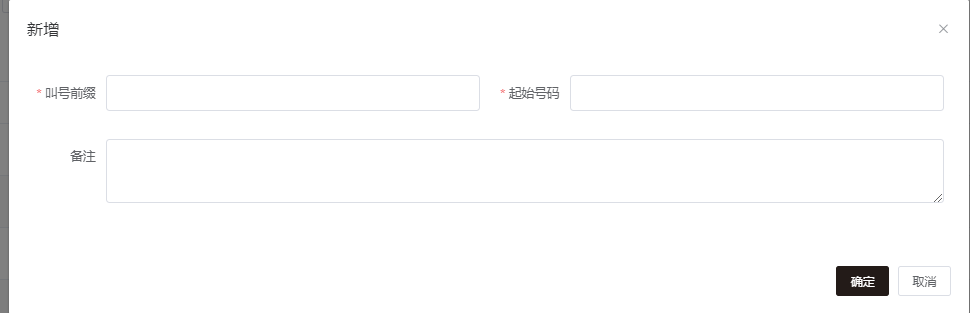 新增
* 叫号前缀
* 起始号码
备注
确定 取消